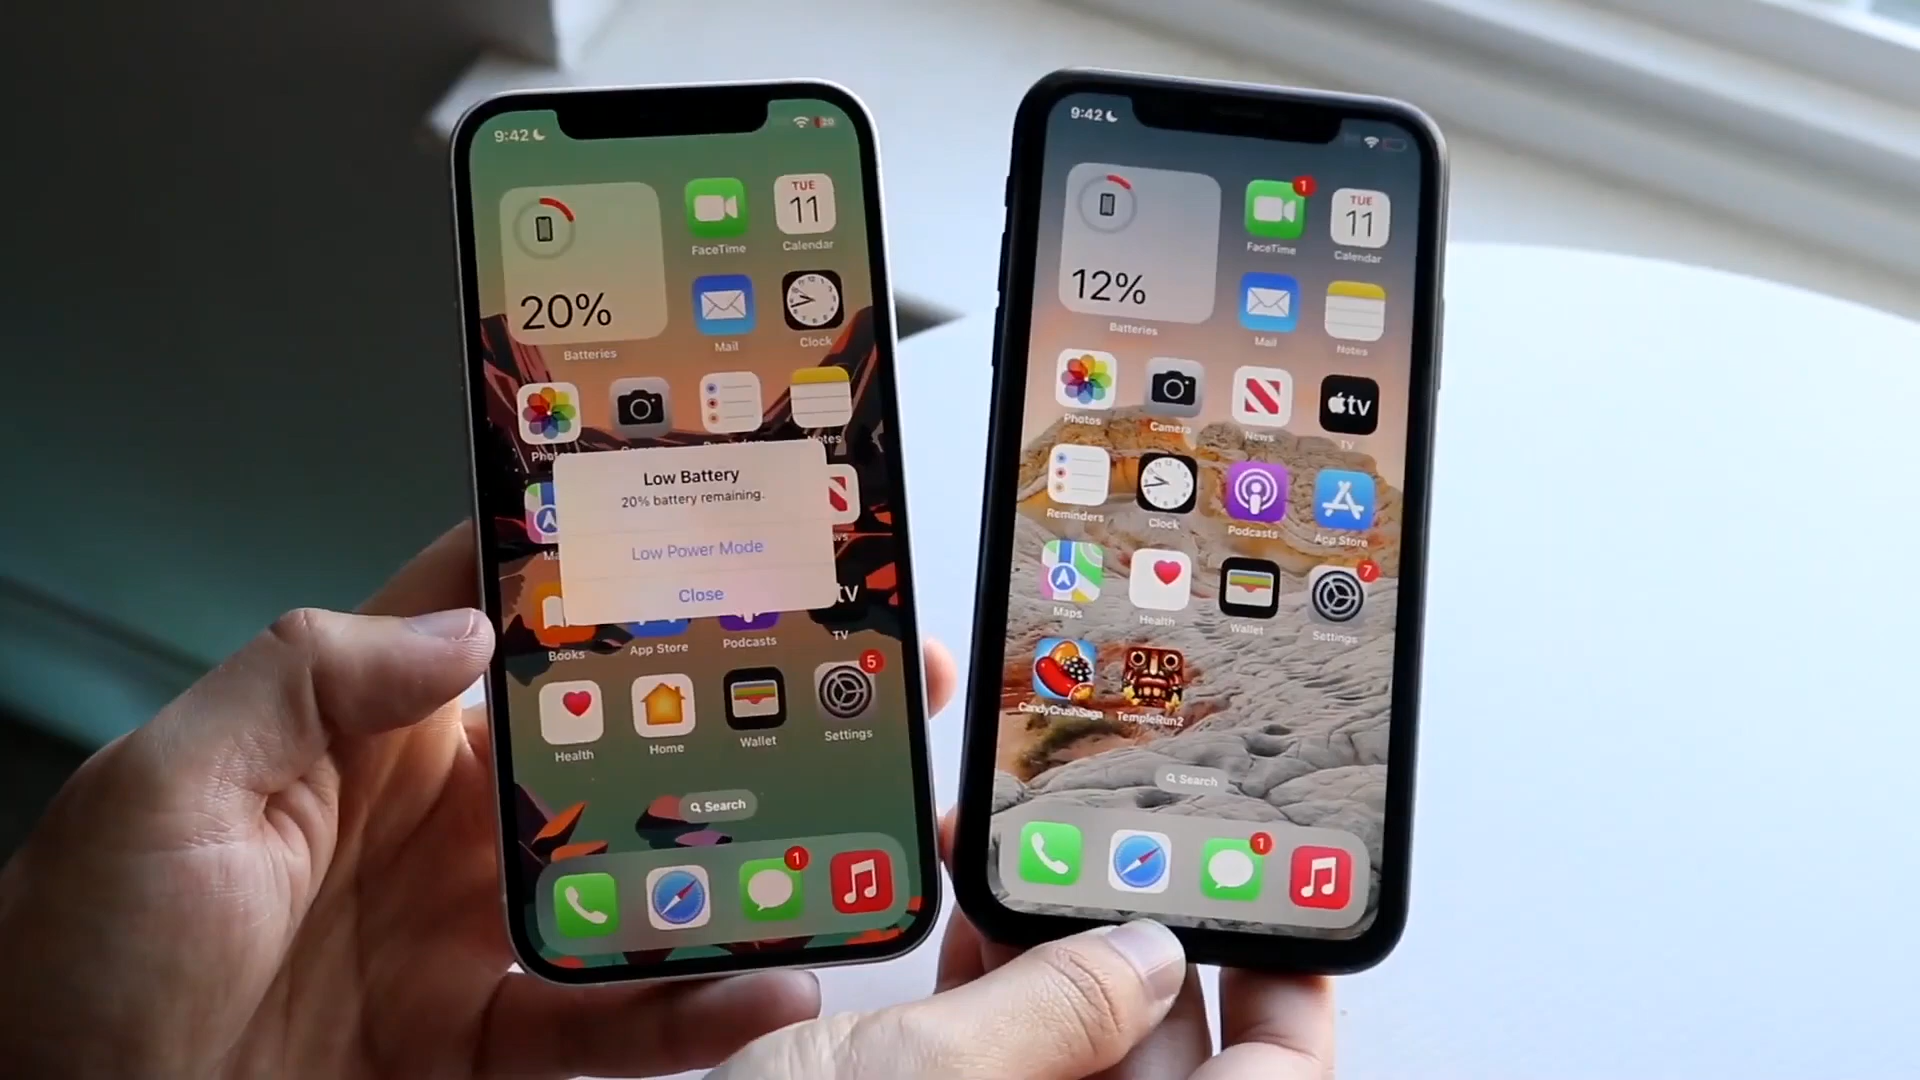 9:42
20
20%
Batteries
FaceTime
TUE
11
Calendar
Mail
Clock
Notes
Low Battery
20% battery remaining.
Low Power Mode
Close
tv
Books
App Store
Podcasts
TV
5
Health
Home
Wallet
Settings
Search
1
9:42
12%
Batteries
1
FaceTime
TUE
11
Calendar
Mail
Notes
Photos
Camera
News
tv
TV
Reminders
Clock
Podcasts
App Store
Maps
Health
Wallet
7
Settings
CandyCrushSaga
TempleRun2
Search
1